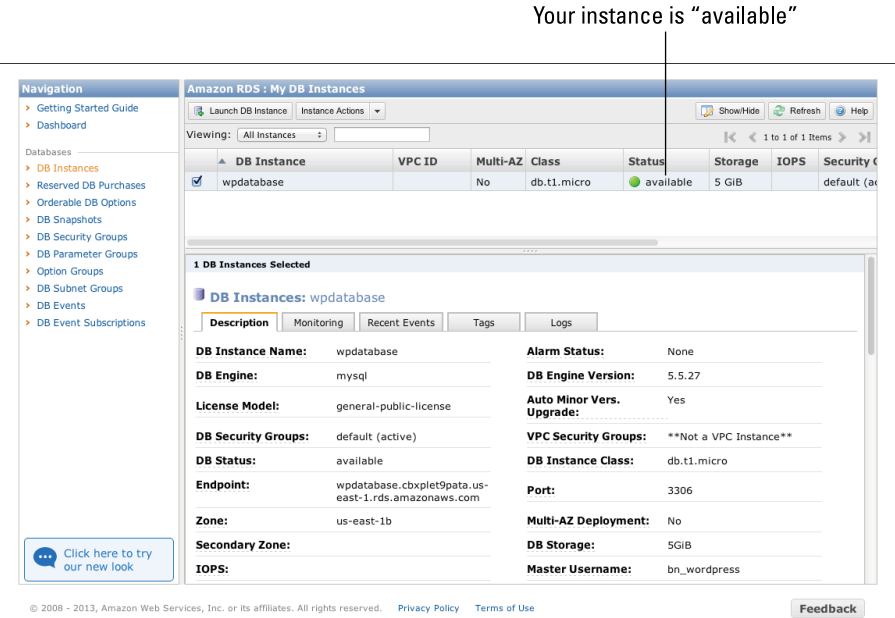 Your instance is “available”
Navigation
Getting Started Guide
Dashboard
Databases
DB Instances
Reserved DB Purchases
Orderable DB Options
DB Snapshots
DB Security Groups
DB Parameter Groups
Option Groups
DB Subnet Groups
DB Events
DB Event Subscriptions
Click here to try
our new look
Amazon RDS : My DB Instances
Launch DB Instance Instance Actions Show/Hide Refresh Help
Viewing: All Instances 1 to 1 of 1 Items
DB Instance VPC ID Multi-AZ Class Status Storage IOPS Security
wpdatabase No db.t1.micro available 5 GiB default
1 DB Instances Selected
DB Instances: wpdatabase
Description Monitoring Recent Events Tags Logs
DB Instance Name: wpdatabase Alarm Status: None
DB Engine: mysql DB Engine Version: 5.5.27
License Model: general-public-license Auto Minor Vers.
Upgrade: Yes
DB Security Groups: default (active) VPC Security Groups: **Not a VPC Instance**
DB Status: available DB Instance Class: db.t1.micro
Endpoint: wpdatabase.cbxplet9pata.us-
east-1.rds.amazonaws.com Port: 3306
Zone: us-east-1b Multi-AZ Deployment: No
Secondary Zone: DB Storage: 5GiB
IOPS: Master Username: bn_wordpress
© 2008 - 2013, Amazon Web Services, Inc. or its affiliates. All rights reserved. Privacy Policy Terms of Use Feedback